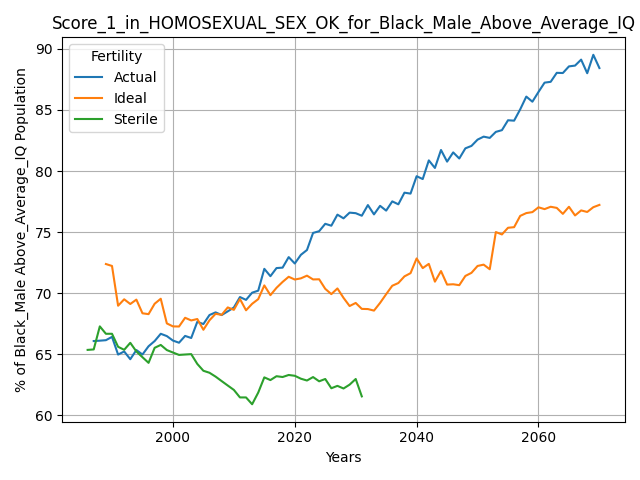 Score_1_in_HOMOSEXUAL_SEX_OK_for_Black_Male_Above_Average_IQ
Fertility
Actual
Ideal
Sterile
% of Black_Male Above_Average_IQ Population
90
85
80
75
70
65
60
2000
2020
2040
2060
Years